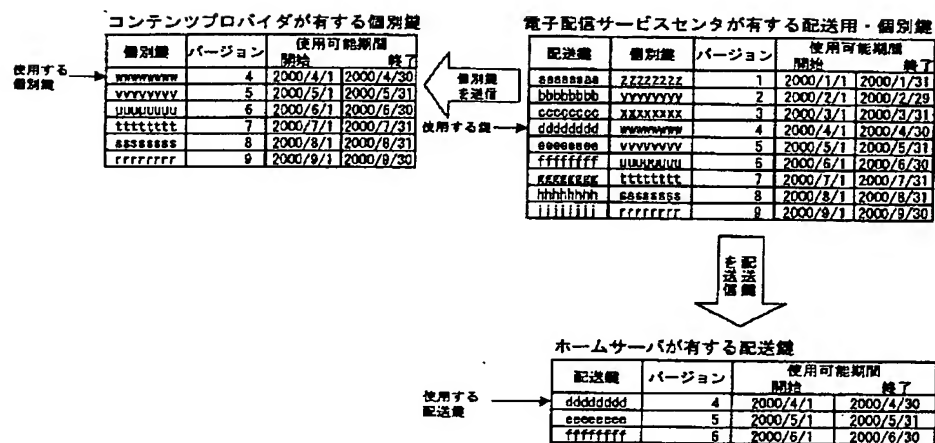 コンテンツプロバイダが有する個別鍵
個別鍵 バージョン 使用可能期間
開始 終了
使用する
個別鍵
wwwwwwww 4 2000/4/1 2000/4/30
vvvvvvvv 5 2000/5/1 2000/5/31
uuuuuuuu 6 2000/6/1 2000/6/30
tttttttt 7 2000/7/1 2000/7/31
ssssssss 8 2000/8/1 2000/8/31
rrrrrrrr 9 2000/9/1 2000/9/30
個別鍵
を送信
電子配信サービスセンタが有する配送用・個別鍵
配送鍵 個別鍵 バージョン 使用可能期間
開始 終了
使用する鍵
aaaaaaaa zzzzzzzz 1 2000/1/1 2000/1/31
bbbbbbbb yyyyyyyy 2 2000/2/1 2000/2/29
cccccccc xxxxxxxx 3 2000/3/1 2000/3/31
dddddddd wwwwwwww 4 2000/4/1 2000/4/30
eeeeeeee vvvvvvvv 5 2000/5/1 2000/5/31
ffffffff uuuuuuuu 6 2000/6/1 2000/6/30
gggggggg tttttttt 7 2000/7/1 2000/7/31
hhhhhhhh ssssssss 8 2000/8/1 2000/8/31
iiiiiiii rrrrrrrr 9 2000/9/1 2000/9/30
配送鍵
を送信
ホームサーバが有する配送鍵
配送鍵 バージョン 使用可能期間
開始 終了
使用する
配送鍵
dddddddd 4 2000/4/1 2000/4/30
eeeeeeee 5 2000/5/1 2000/5/31
ffffffff 6 2000/6/1 2000/6/30